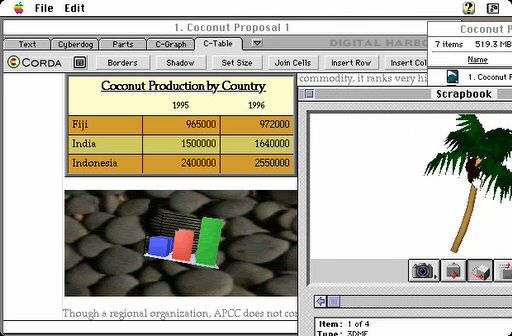 File Edit
1. Coconut Proposal 1
Coconut P
Text Cyberdog Parts C-Graph C-Table
DIGITAL HARBO
7 items 519.3 MB
Name
CORDA Borders Shadow Set Size Join Cells Insert Row Insert Col
1. Coconut P
commodity, it ranks very hi
Scrapbook
Coconut Production by Country
1995 1996
Fiji 965000 972000
India 1500000 1640000
Indonesia 2400000 2550000
Though a regional organization, APCC does not con
Item: 1 of 4
Type: 3DMF